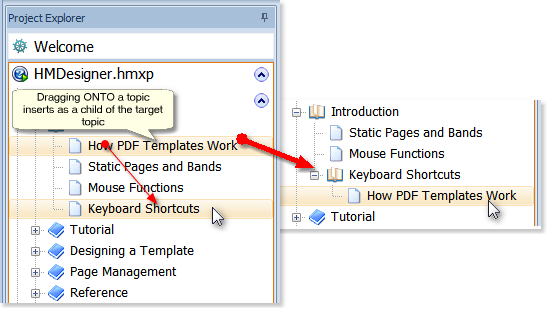 Project Explorer
Welcome
HMDesigner.hmxp
Dragging ONTO a topic
inserts as a child of the target
topic
How PDF Templates Work
Static Pages and Bands
Mouse Functions
Keyboard Shortcuts
Tutorial
Designing a Template
Page Management
Reference
Introduction
Static Pages and Bands
Mouse Functions
Keyboard Shortcuts
How PDF Templates Work
Tutorial